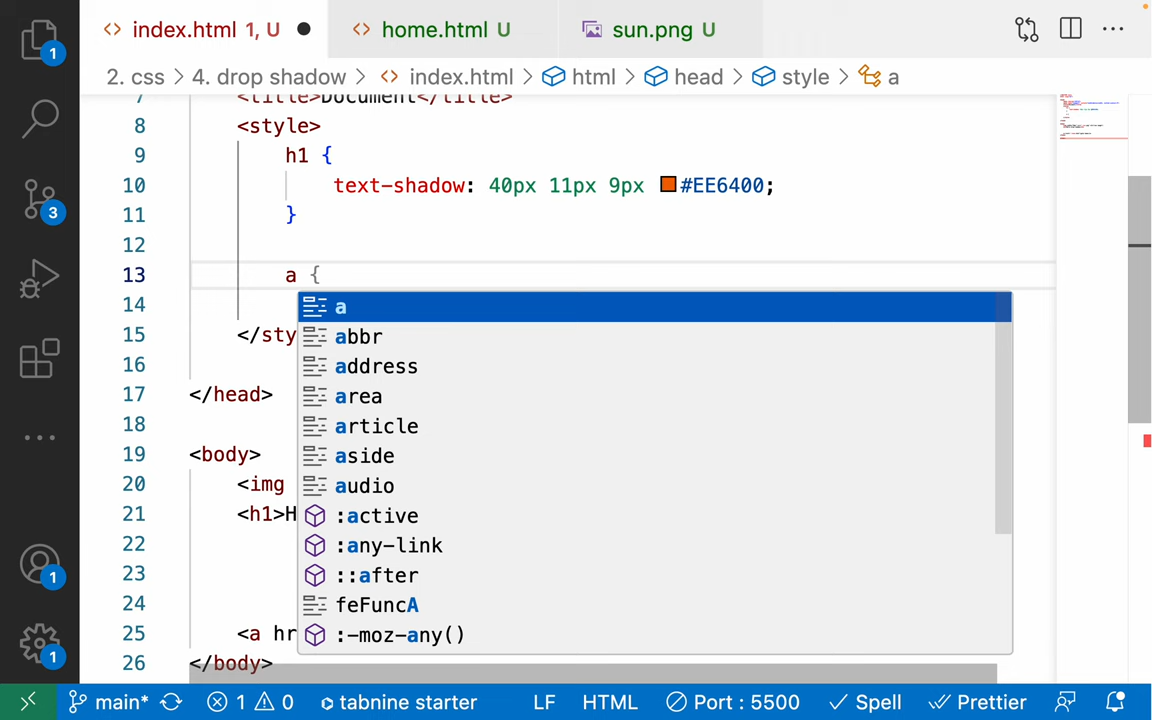 index.html 1, U
home.html U
sun.png U
2. css > 4. drop shadow > index.html > html > head > style > a
7 <title>Document</title>
8 <style>
9 h1 {
10 text-shadow: 40px 11px 9px #EE6400;
11 }
12
13 a {
14
15 </sty
16
17 </head>
18
19 <body>
20 <img
21 <h1>H
22
23
24
25 <a hr
26 </body>
a
abbr
address
area
article
aside
audio
:active
:any-link
::after
feFuncA
:-moz-any()
1
3
1
1
main* 1 0 tabnine starter LF HTML Port : 5500 Spell Prettier